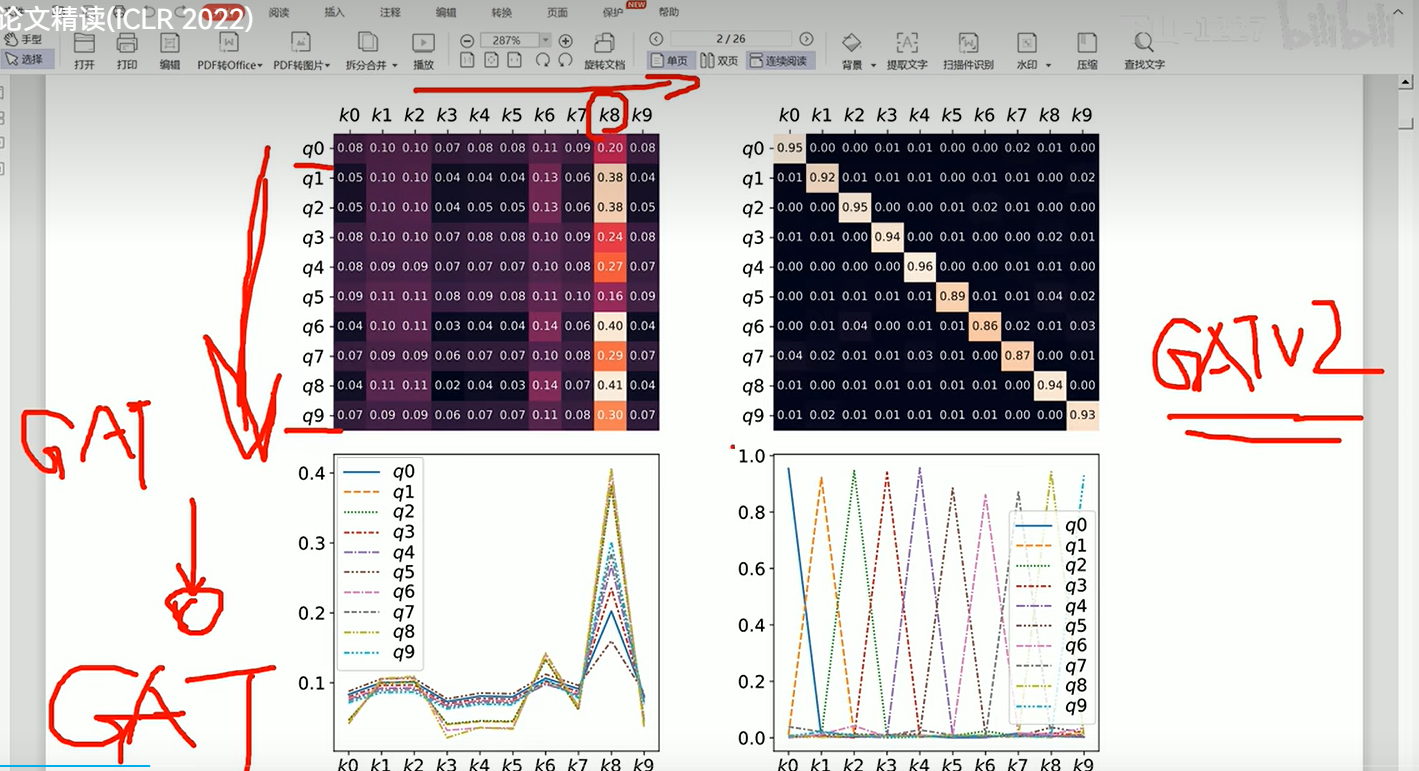 论文精读(ICLR 2022)
阅读 插入 注释 编辑 转换 页面 保护 NEW 帮助
手型
选择
打开 打印 编辑 PDF转Office PDF转图片 拆分合并 播放 287% 旋转文档 2 / 26 单页 双页 连续阅读 背景 提取文字 扫描件识别 水印 压缩 查找文字
bilibili
k0 k1 k2 k3 k4 k5 k6 k7 k8 k9
q0 0.08 0.10 0.10 0.07 0.08 0.08 0.11 0.09 0.20 0.08
q1 0.05 0.10 0.10 0.04 0.04 0.04 0.13 0.06 0.38 0.04
q2 0.05 0.10 0.10 0.04 0.05 0.05 0.13 0.06 0.38 0.05
q3 0.08 0.10 0.10 0.07 0.08 0.08 0.10 0.09 0.24 0.08
q4 0.08 0.09 0.09 0.07 0.07 0.07 0.10 0.08 0.27 0.07
q5 0.09 0.11 0.11 0.08 0.09 0.08 0.11 0.10 0.16 0.09
q6 0.04 0.10 0.11 0.03 0.04 0.04 0.14 0.06 0.40 0.04
q7 0.07 0.09 0.09 0.06 0.07 0.07 0.10 0.08 0.29 0.07
q8 0.04 0.11 0.11 0.02 0.04 0.03 0.14 0.07 0.41 0.04
q9 0.07 0.09 0.09 0.06 0.07 0.07 0.11 0.08 0.30 0.07
k0 k1 k2 k3 k4 k5 k6 k7 k8 k9
q0 0.95 0.00 0.00 0.01 0.01 0.00 0.00 0.02 0.01 0.00
q1 0.01 0.92 0.01 0.01 0.01 0.00 0.01 0.01 0.00 0.02
q2 0.00 0.00 0.95 0.00 0.00 0.01 0.02 0.01 0.00 0.00
q3 0.01 0.01 0.00 0.94 0.00 0.01 0.00 0.00 0.02 0.01
q4 0.00 0.00 0.00 0.00 0.96 0.00 0.00 0.01 0.01 0.00
q5 0.00 0.01 0.01 0.01 0.01 0.89 0.01 0.01 0.04 0.02
q6 0.00 0.01 0.04 0.00 0.01 0.01 0.86 0.02 0.01 0.03
q7 0.04 0.02 0.01 0.01 0.03 0.01 0.00 0.87 0.00 0.01
q8 0.01 0.00 0.01 0.01 0.01 0.01 0.00 0.01 0.94 0.00
q9 0.01 0.02 0.00 0.01 0.01 0.01 0.01 0.00 0.00 0.93
GATv2
GAT
GAT
0.4
0.3
0.2
0.1
q0
q1
q2
q3
q4
q5
q6
q7
q8
q9
k0 k1 k2 k3 k4 k5 k6 k7 k8 k9
1.0
0.8
0.6
0.4
0.2
0.0
q0
q1
q2
q3
q4
q5
q6
q7
q8
q9
k0 k1 k2 k3 k4 k5 k6 k7 k8 k9